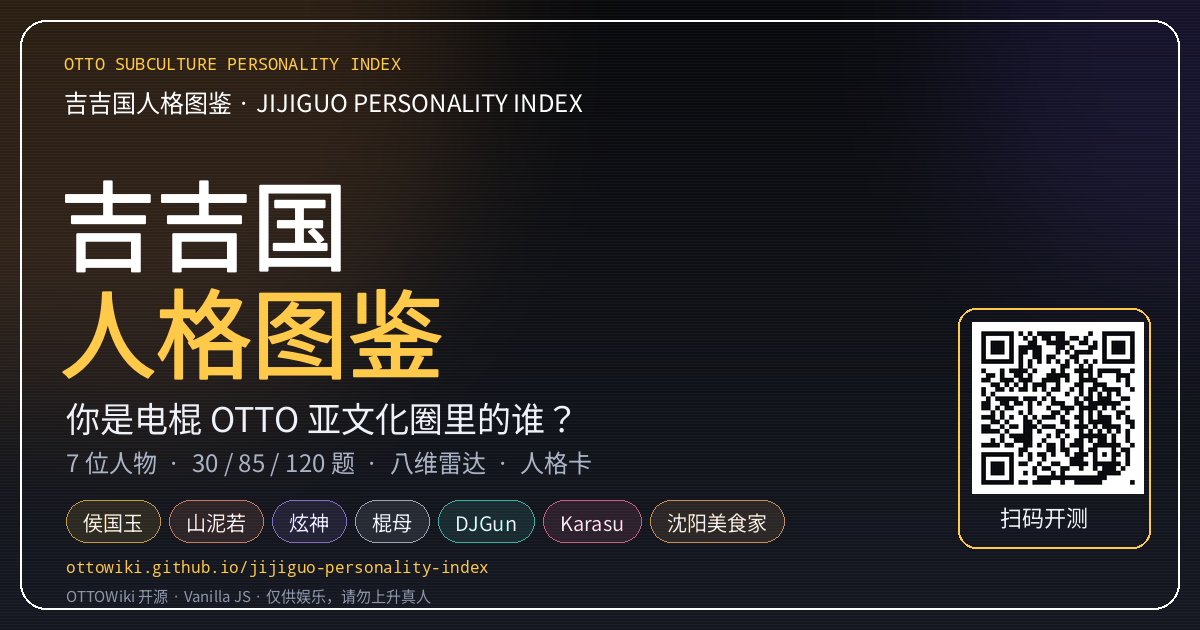 OTTO SUBCULTURE PERSONALITY INDEX
吉吉国人格图鉴 · JIJIGUO PERSONALITY INDEX
吉吉国
人格图鉴
你是电棍 OTTO 亚文化圈里的谁？
7 位人物 · 30 / 85 / 120 题 · 八维雷达 · 人格卡
侯国玉 山泥若 炫神 棍母 DJGun Karasu 沈阳美食家
扫码开测
ottowiki.github.io/jijiguo-personality-index
OTTOWiki 开源 · Vanilla JS · 仅供娱乐，请勿上升真人